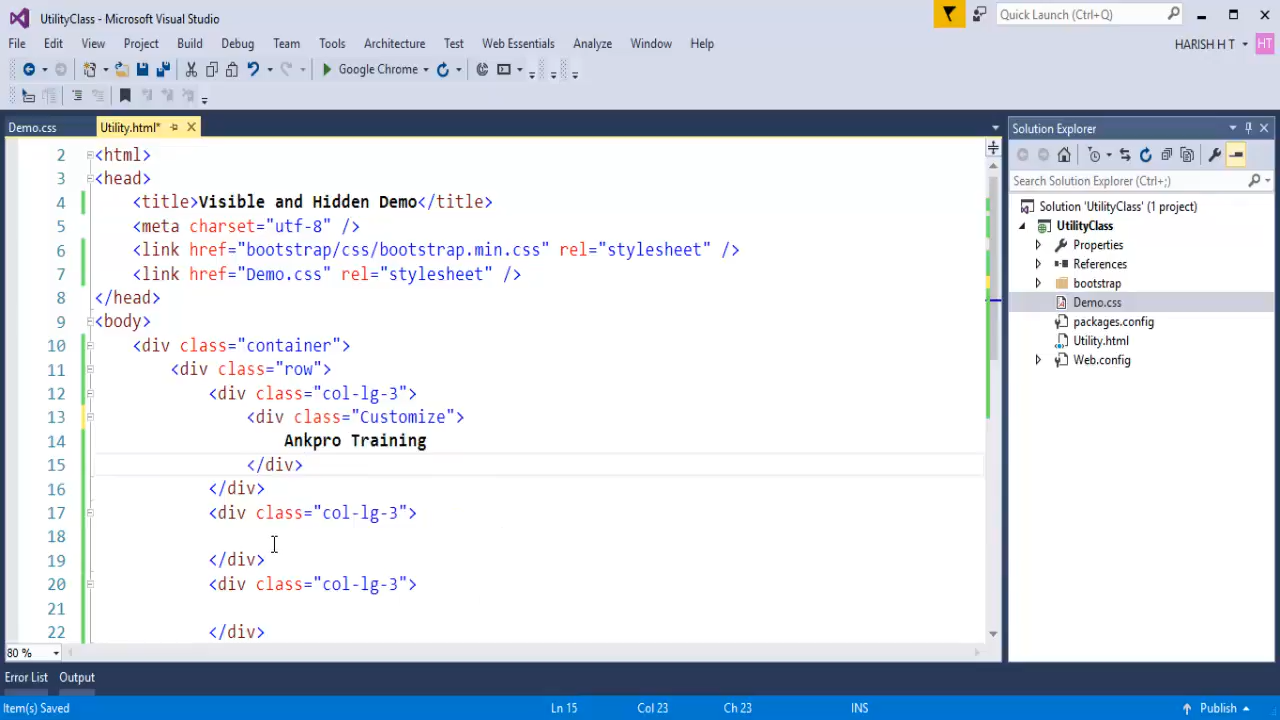 UtilityClass - Microsoft Visual Studio
Quick Launch (Ctrl+Q)
File Edit View Project Build Debug Team Tools Architecture Test Web Essentials Analyze Window Help
HARISH H T HT
Google Chrome
Demo.css Utility.html*
Solution Explorer
Search Solution Explorer (Ctrl+;)
Solution 'UtilityClass' (1 project)
UtilityClass
Properties
References
bootstrap
Demo.css
packages.config
Utility.html
Web.config
2 <html>
3 <head>
4 <title>Visible and Hidden Demo</title>
5 <meta charset="utf-8" />
6 <link href="bootstrap/css/bootstrap.min.css" rel="stylesheet" />
7 <link href="Demo.css" rel="stylesheet" />
8 </head>
9 <body>
10 <div class="container">
11 <div class="row">
12 <div class="col-lg-3">
13 <div class="Customize">
14 Ankpro Training
15 </div>
16 </div>
17 <div class="col-lg-3">
18
19 </div>
20 <div class="col-lg-3">
21
22 </div>
80 %
Error List Output
Item(s) Saved Ln 15 Col 23 Ch 23 INS Publish